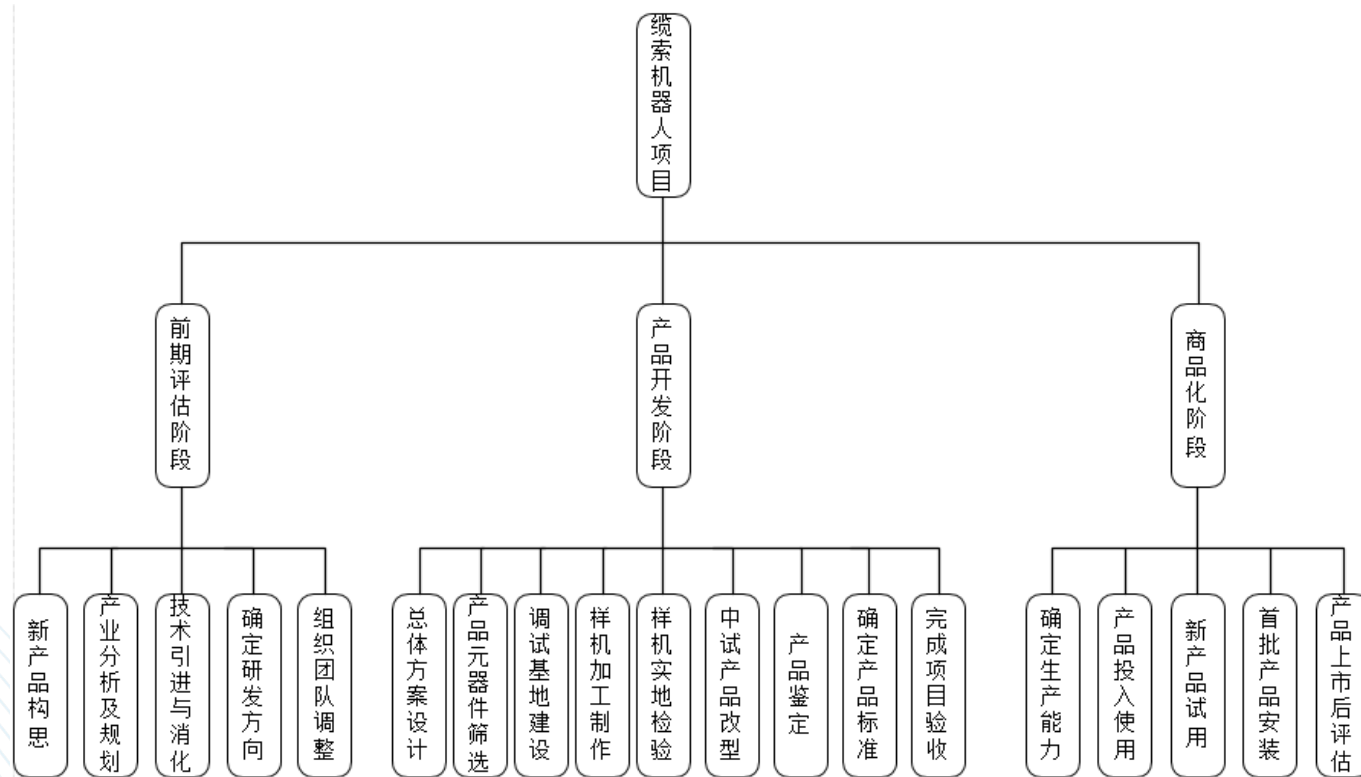 缆索机器人项目
前期评估阶段
产品开发阶段
商品化阶段
新产品构思
产业分析及规划
技术引进与消化
确定研发方向
组织团队调整
总体方案设计
产品元器件筛选
调试基地建设
样机加工制作
样机实地检验
中试产品改型
产品鉴定
确定产品标准
完成项目验收
确定生产能力
产品投入使用
新产品试用
首批产品安装
产品上市后评估